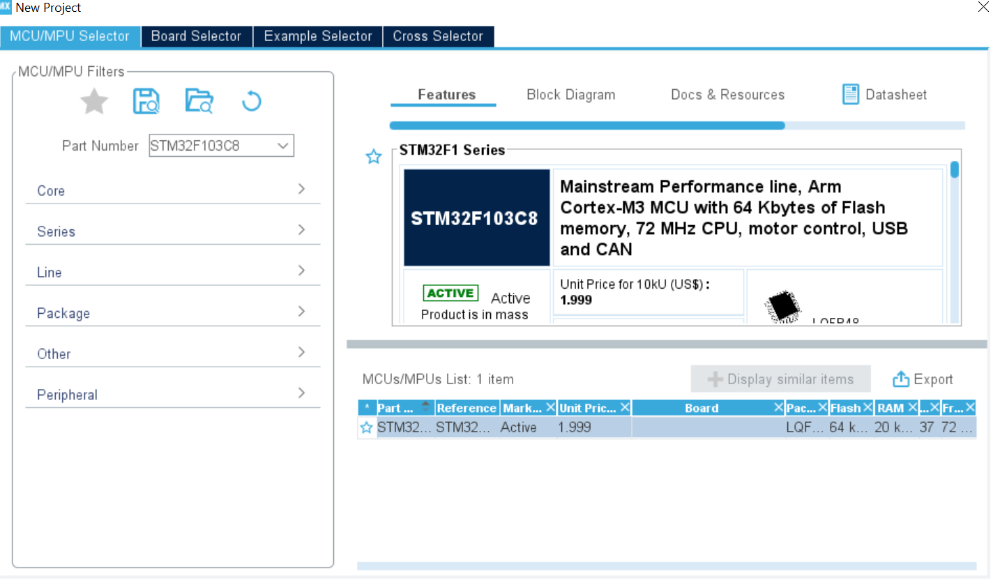 MX New Project
MCU/MPU Selector Board Selector Example Selector Cross Selector
MCU/MPU Filters
Part Number STM32F103C8
Core
Series
Line
Package
Other
Peripheral
Features Block Diagram Docs & Resources Datasheet
STM32F1 Series
STM32F103C8
Mainstream Performance line, Arm
Cortex-M3 MCU with 64 Kbytes of Flash
memory, 72 MHz CPU, motor control, USB
and CAN
ACTIVE Active
Product is in mass
Unit Price for 10kU (US$) :
1.999
LQFP48
MCUs/MPUs List: 1 item
Display similar items
Export
* Part ... Reference Mark... Unit Pric... Board Pac... Flash RAM ... Fr...
STM32... STM32... Active 1.999 LQF... 64 k... 20 k... 37 72 ...